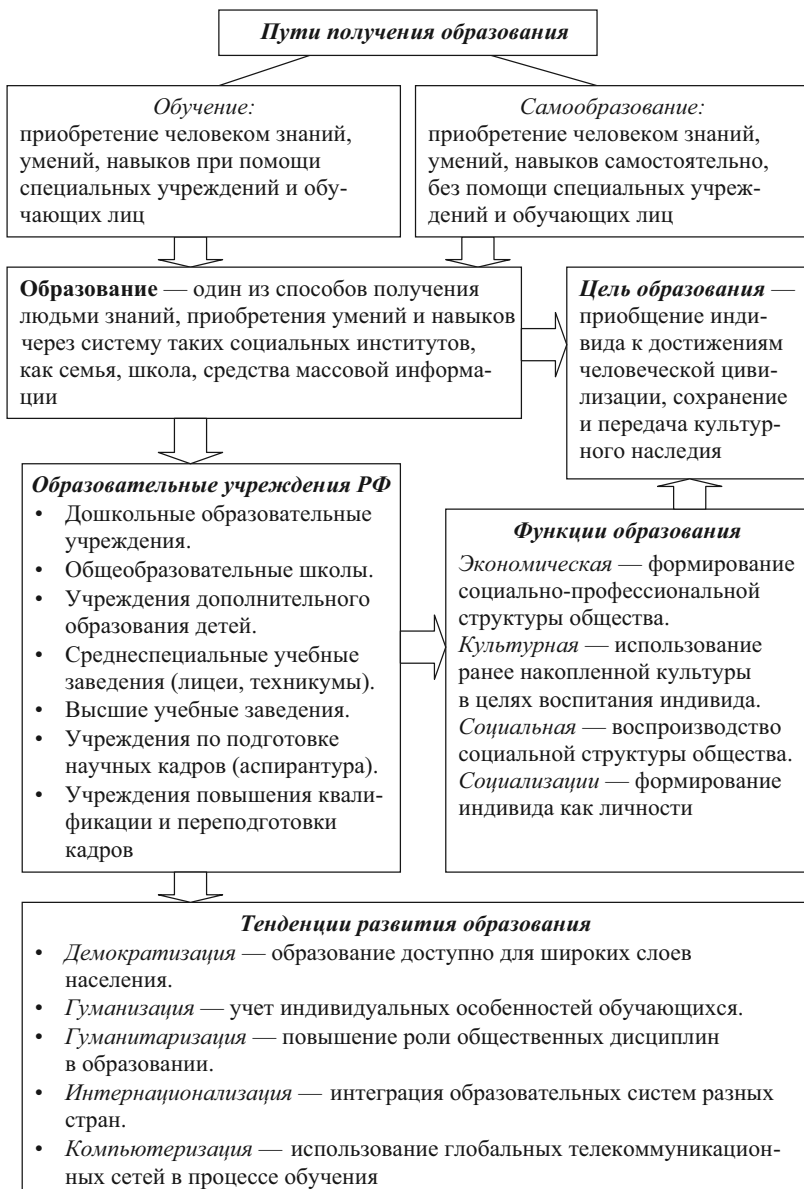 Пути получения образования
Обучение:
приобретение человеком знаний,
умений, навыков при помощи
специальных учреждений и обу-
чающих лиц
Самообразование:
приобретение человеком знаний,
умений, навыков самостоятельно,
без помощи специальных учреж-
дений и обучающих лиц
Образование — один из способов получения
людьми знаний, приобретения умений и навыков
через систему таких социальных институтов,
как семья, школа, средства массовой информа-
ции
Цель образования —
приобщение инди-
вида к достижениям
человеческой циви-
лизации, сохранение
и передача культур-
ного наследия
Образовательные учреждения РФ
• Дошкольные образовательные
учреждения.
• Общеобразовательные школы.
• Учреждения дополнительного
образования детей.
• Среднеспециальные учебные
заведения (лицеи, техникумы).
• Высшие учебные заведения.
• Учреждения по подготовке
научных кадров (аспирантура).
• Учреждения повышения квали-
фикации и переподготовки
кадров
Функции образования
Экономическая — формирование
социально-профессиональной
структуры общества.
Культурная — использование
ранее накопленной культуры
в целях воспитания индивида.
Социальная — воспроизводство
социальной структуры общества.
Социализации — формирование
индивида как личности
Тенденции развития образования
• Демократизация — образование доступно для широких слоев
населения.
• Гуманизация — учет индивидуальных особенностей обучающихся.
• Гуманитаризация — повышение роли общественных дисциплин
в образовании.
• Интернационализация — интеграция образовательных систем разных
стран.
• Компьютеризация — использование глобальных телекоммуникацион-
ных сетей в процессе обучения